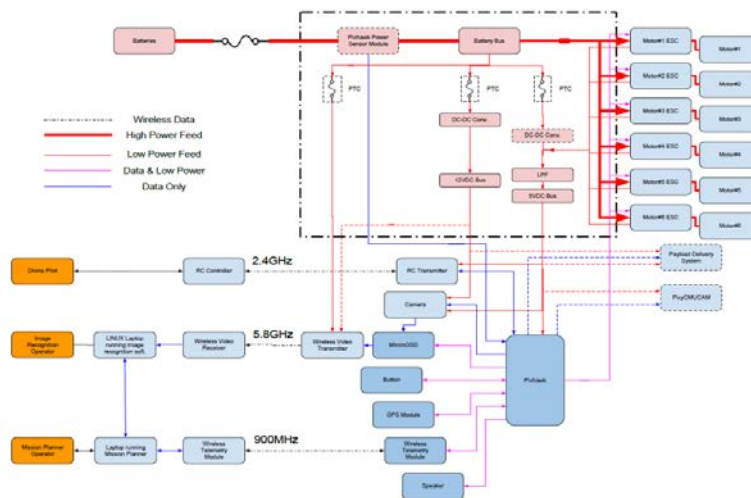 Batteries
Pixhawk Power
Sensor Module
Battery Bus
Motor#1 ESC
Motor#1
Motor#2 ESC
Motor#2
Motor#3 ESC
Motor#3
Motor#4 ESC
Motor#4
Motor#5 ESC
Motor#5
Motor#6 ESC
Motor#6
PTC
PTC
PTC
DC-DC Conv.
DC-DC Conv.
12VDC Bus
LPF
5VDC Bus
Wireless Data
High Power Feed
Low Power Feed
Data & Low Power
Data Only
Drone Pilot
RC Controller
2.4GHz
RC Transmitter
Payload Delivery
System
Camera
PixyCMUCAM
Image
Recognition
Operator
LINUX Laptop
running image
recognition soft.
Wireless Video
Receiver
5.8GHz
Wireless Video
Transmitter
MinimOSD
Pixhawk
Button
GPS Module
Mission Planner
Operator
Laptop running
Mission Planner
Wireless
Telemetry
Module
900MHz
Wireless
Telemetry
Module
Speaker